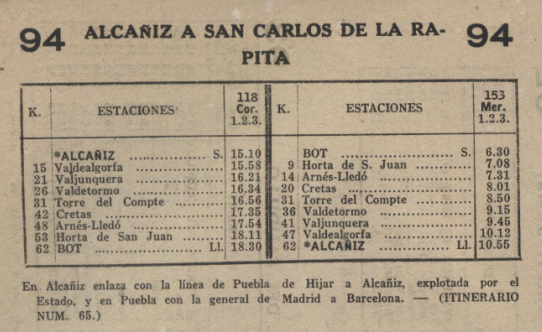 94 ALCAÑIZ A SAN CARLOS DE LA RA- 94
PITA
K. ESTACIONES 118 Cor. 1.2.3.
*ALCAÑIZ .............. S. 15.10
15 Valdealgorfa .............. 15.58
21 Valjunquera .............. 16.21
26 Valdetormo .............. 16.34
31 Torre del Compte .............. 16.56
42 Cretas .............. 17.35
48 Arnés-Lledó .............. 17.54
53 Horta de San Juan .............. 18.11
62 BOT .............. Ll. 18.30
K. ESTACIONES 153 Mer. 1.2.3.
BOT .............. S. 6.30
9 Horta de S. Juan .............. 7.08
14 Arnés-Lledó .............. 7.31
20 Cretas .............. 8.01
31 Torre del Compte .............. 8.50
36 Valdetormo .............. 9.15
41 Valjunquera .............. 9.45
47 Valdealgorfa .............. 10.12
62 *ALCAÑIZ .............. Ll. 10.55
En Alcañiz enlaza con la línea de Puebla de Hijar a Alcañiz, explotada por el
Estado, y en Puebla con la general de Madrid a Barcelona. — (ITINERARIO
NUM. 65.)